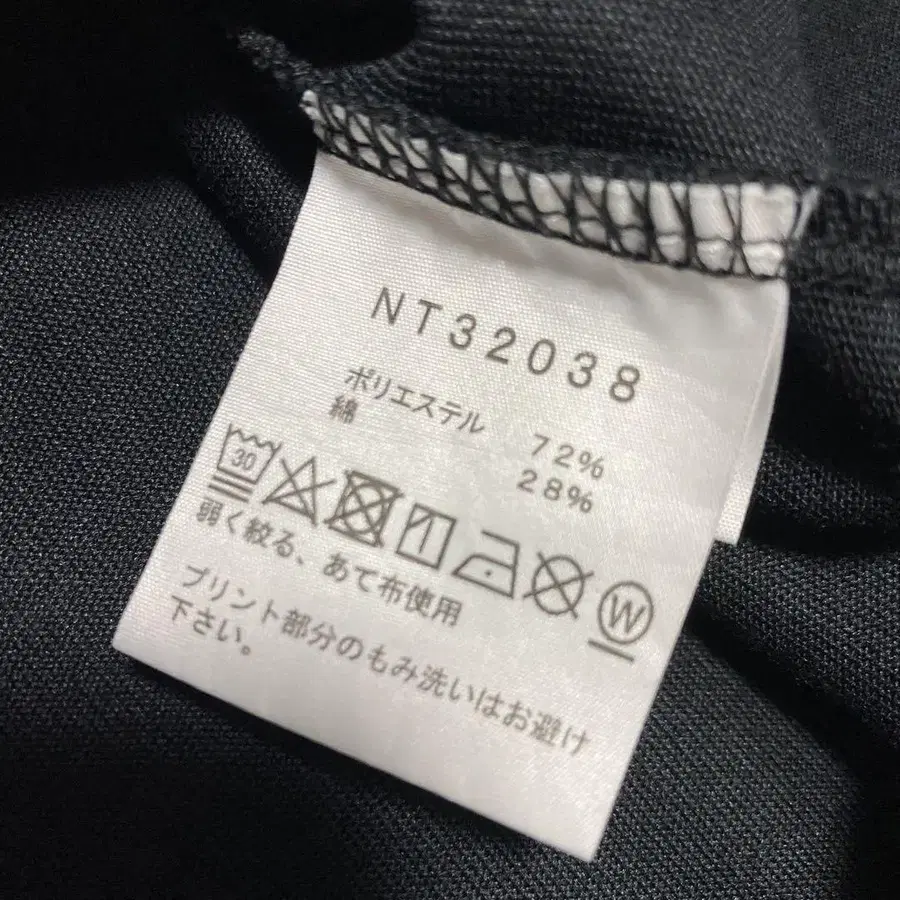 NT32038
ポリエステル 72%
綿 28%
30 W
弱く絞る、あて布使用
プリント部分のもみ洗いはお避け
下さい。